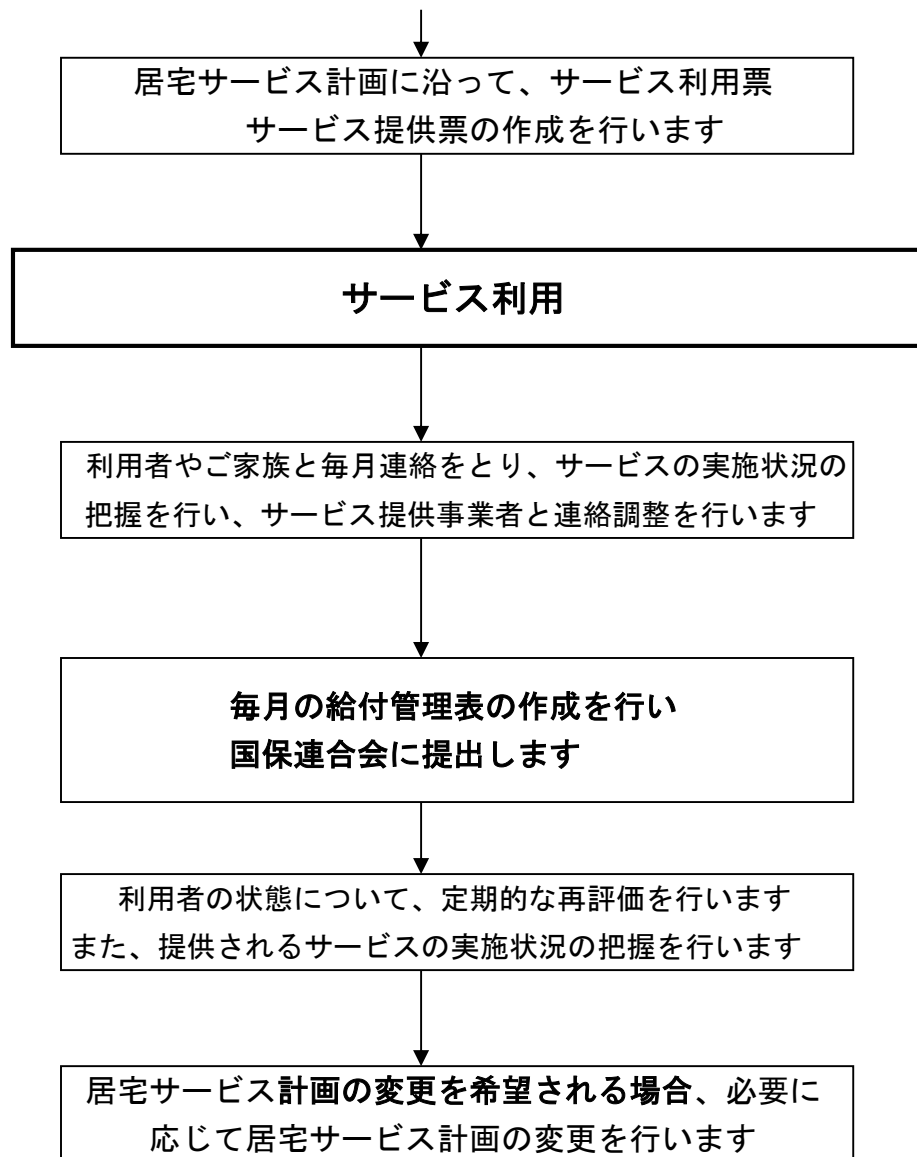 居宅サービス計画に沿って、サービス利用票
サービス提供票の作成を行います
サービス利用
利用者やご家族と毎月連絡をとり、サービスの実施状況の
把握を行い、サービス提供事業者と連絡調整を行います
毎月の給付管理表の作成を行い
国保連合会に提出します
利用者の状態について、定期的な再評価を行います
また、提供されるサービスの実施状況の把握を行います
居宅サービス計画の変更を希望される場合、必要に
応じて居宅サービス計画の変更を行います